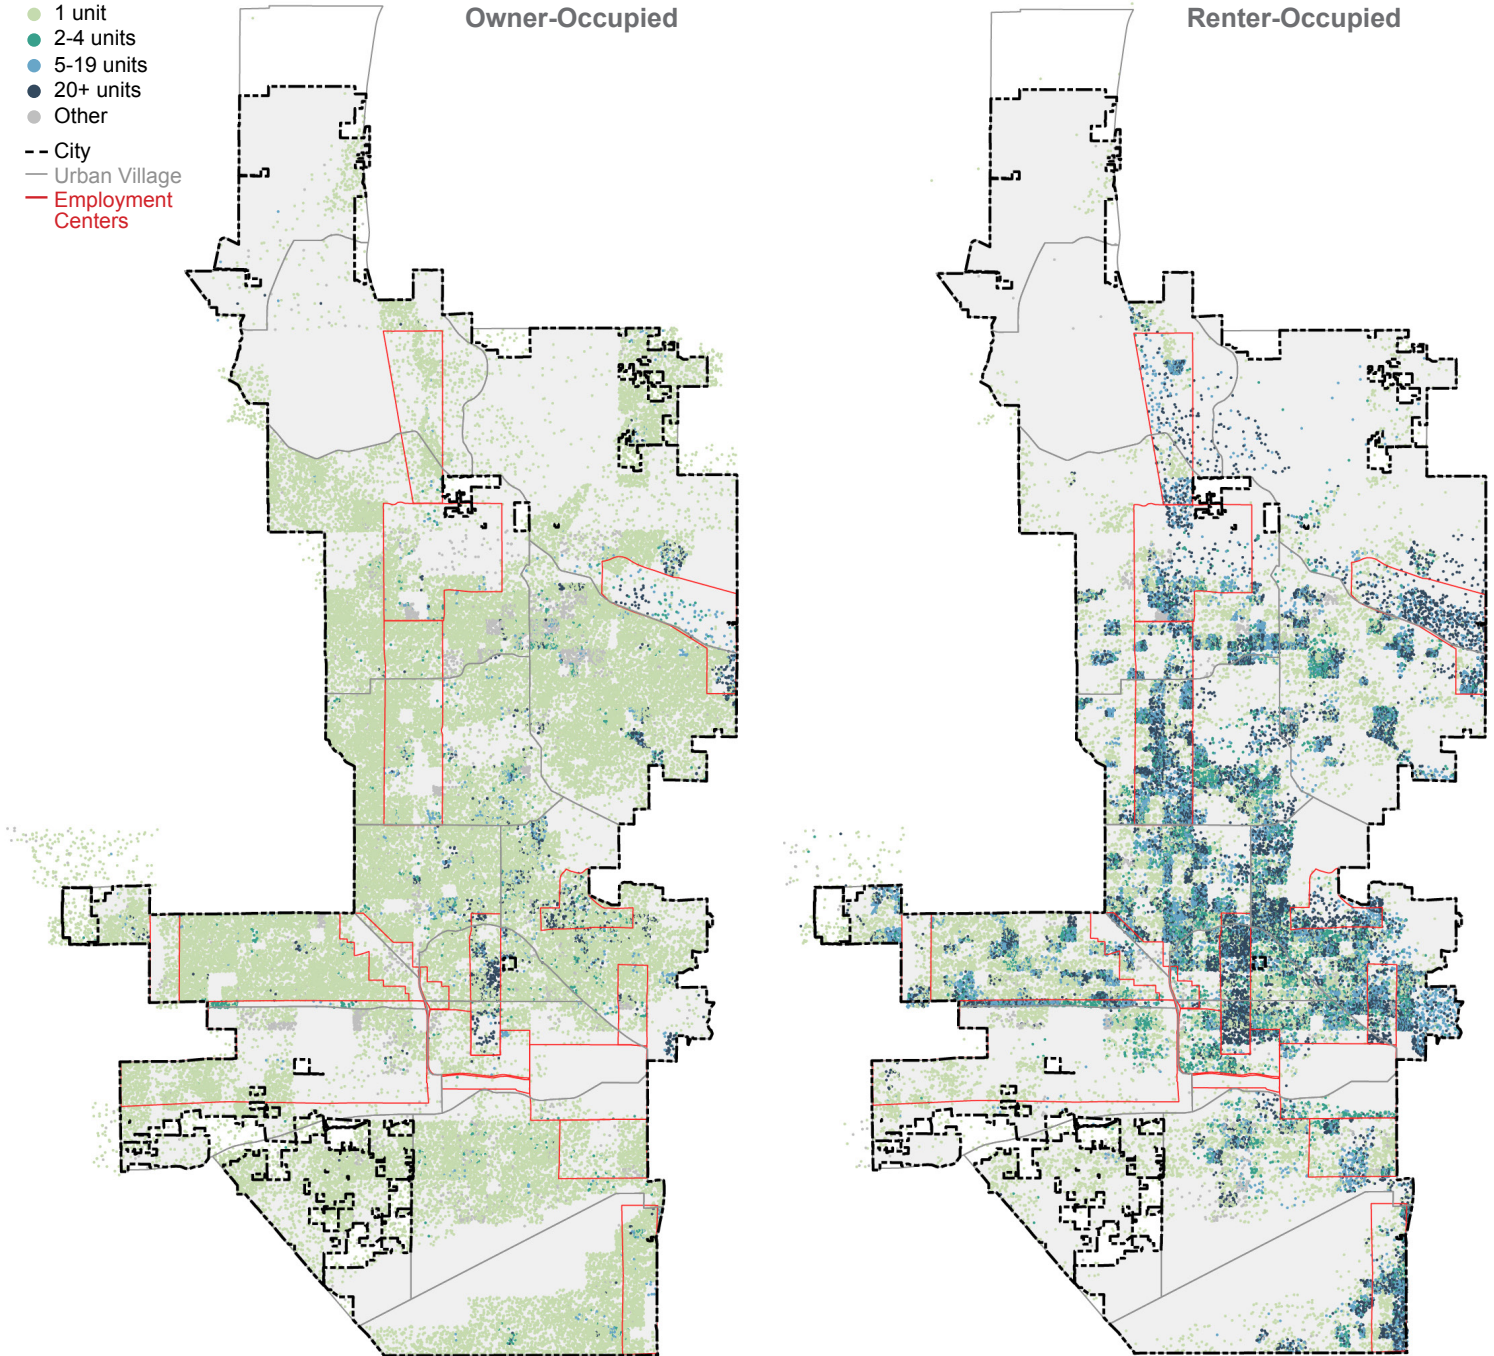 Owner-Occupied
Renter-Occupied
1 unit
2-4 units
5-19 units
20+ units
Other
City
Urban Village
Employment
Centers